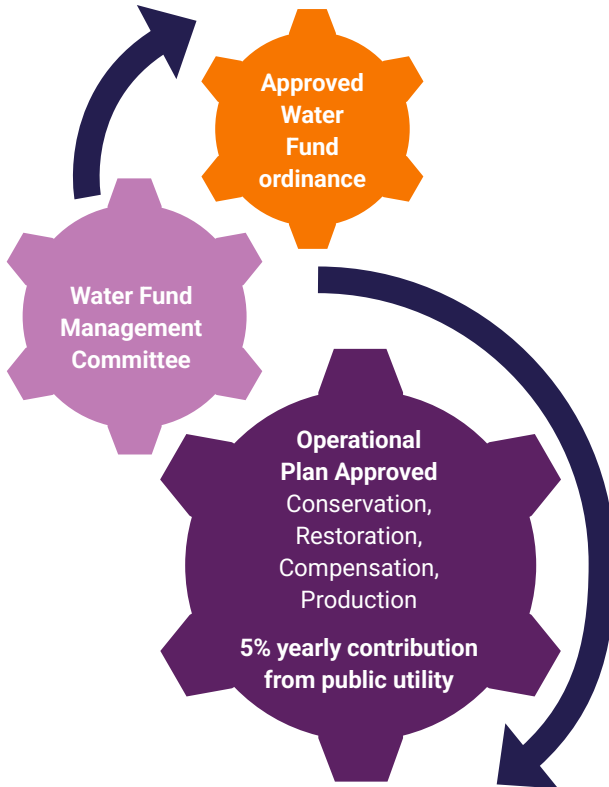 Approved
Water
Fund
ordinance
Water Fund
Management
Committee
Operational
Plan Approved
Conservation,
Restoration,
Compensation,
Production
5% yearly contribution
from public utility